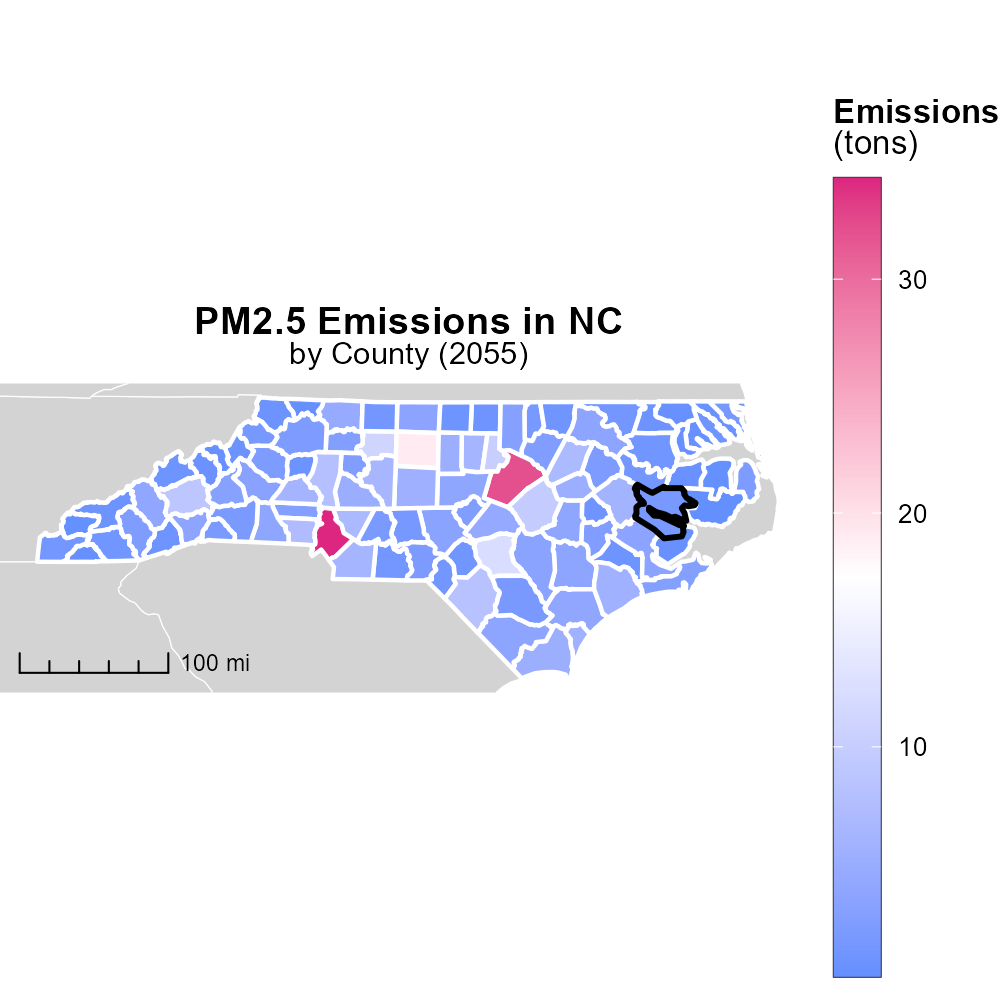 Emissions
(tons)
30
20
10
PM2.5 Emissions in NC
by County (2055)
100 mi